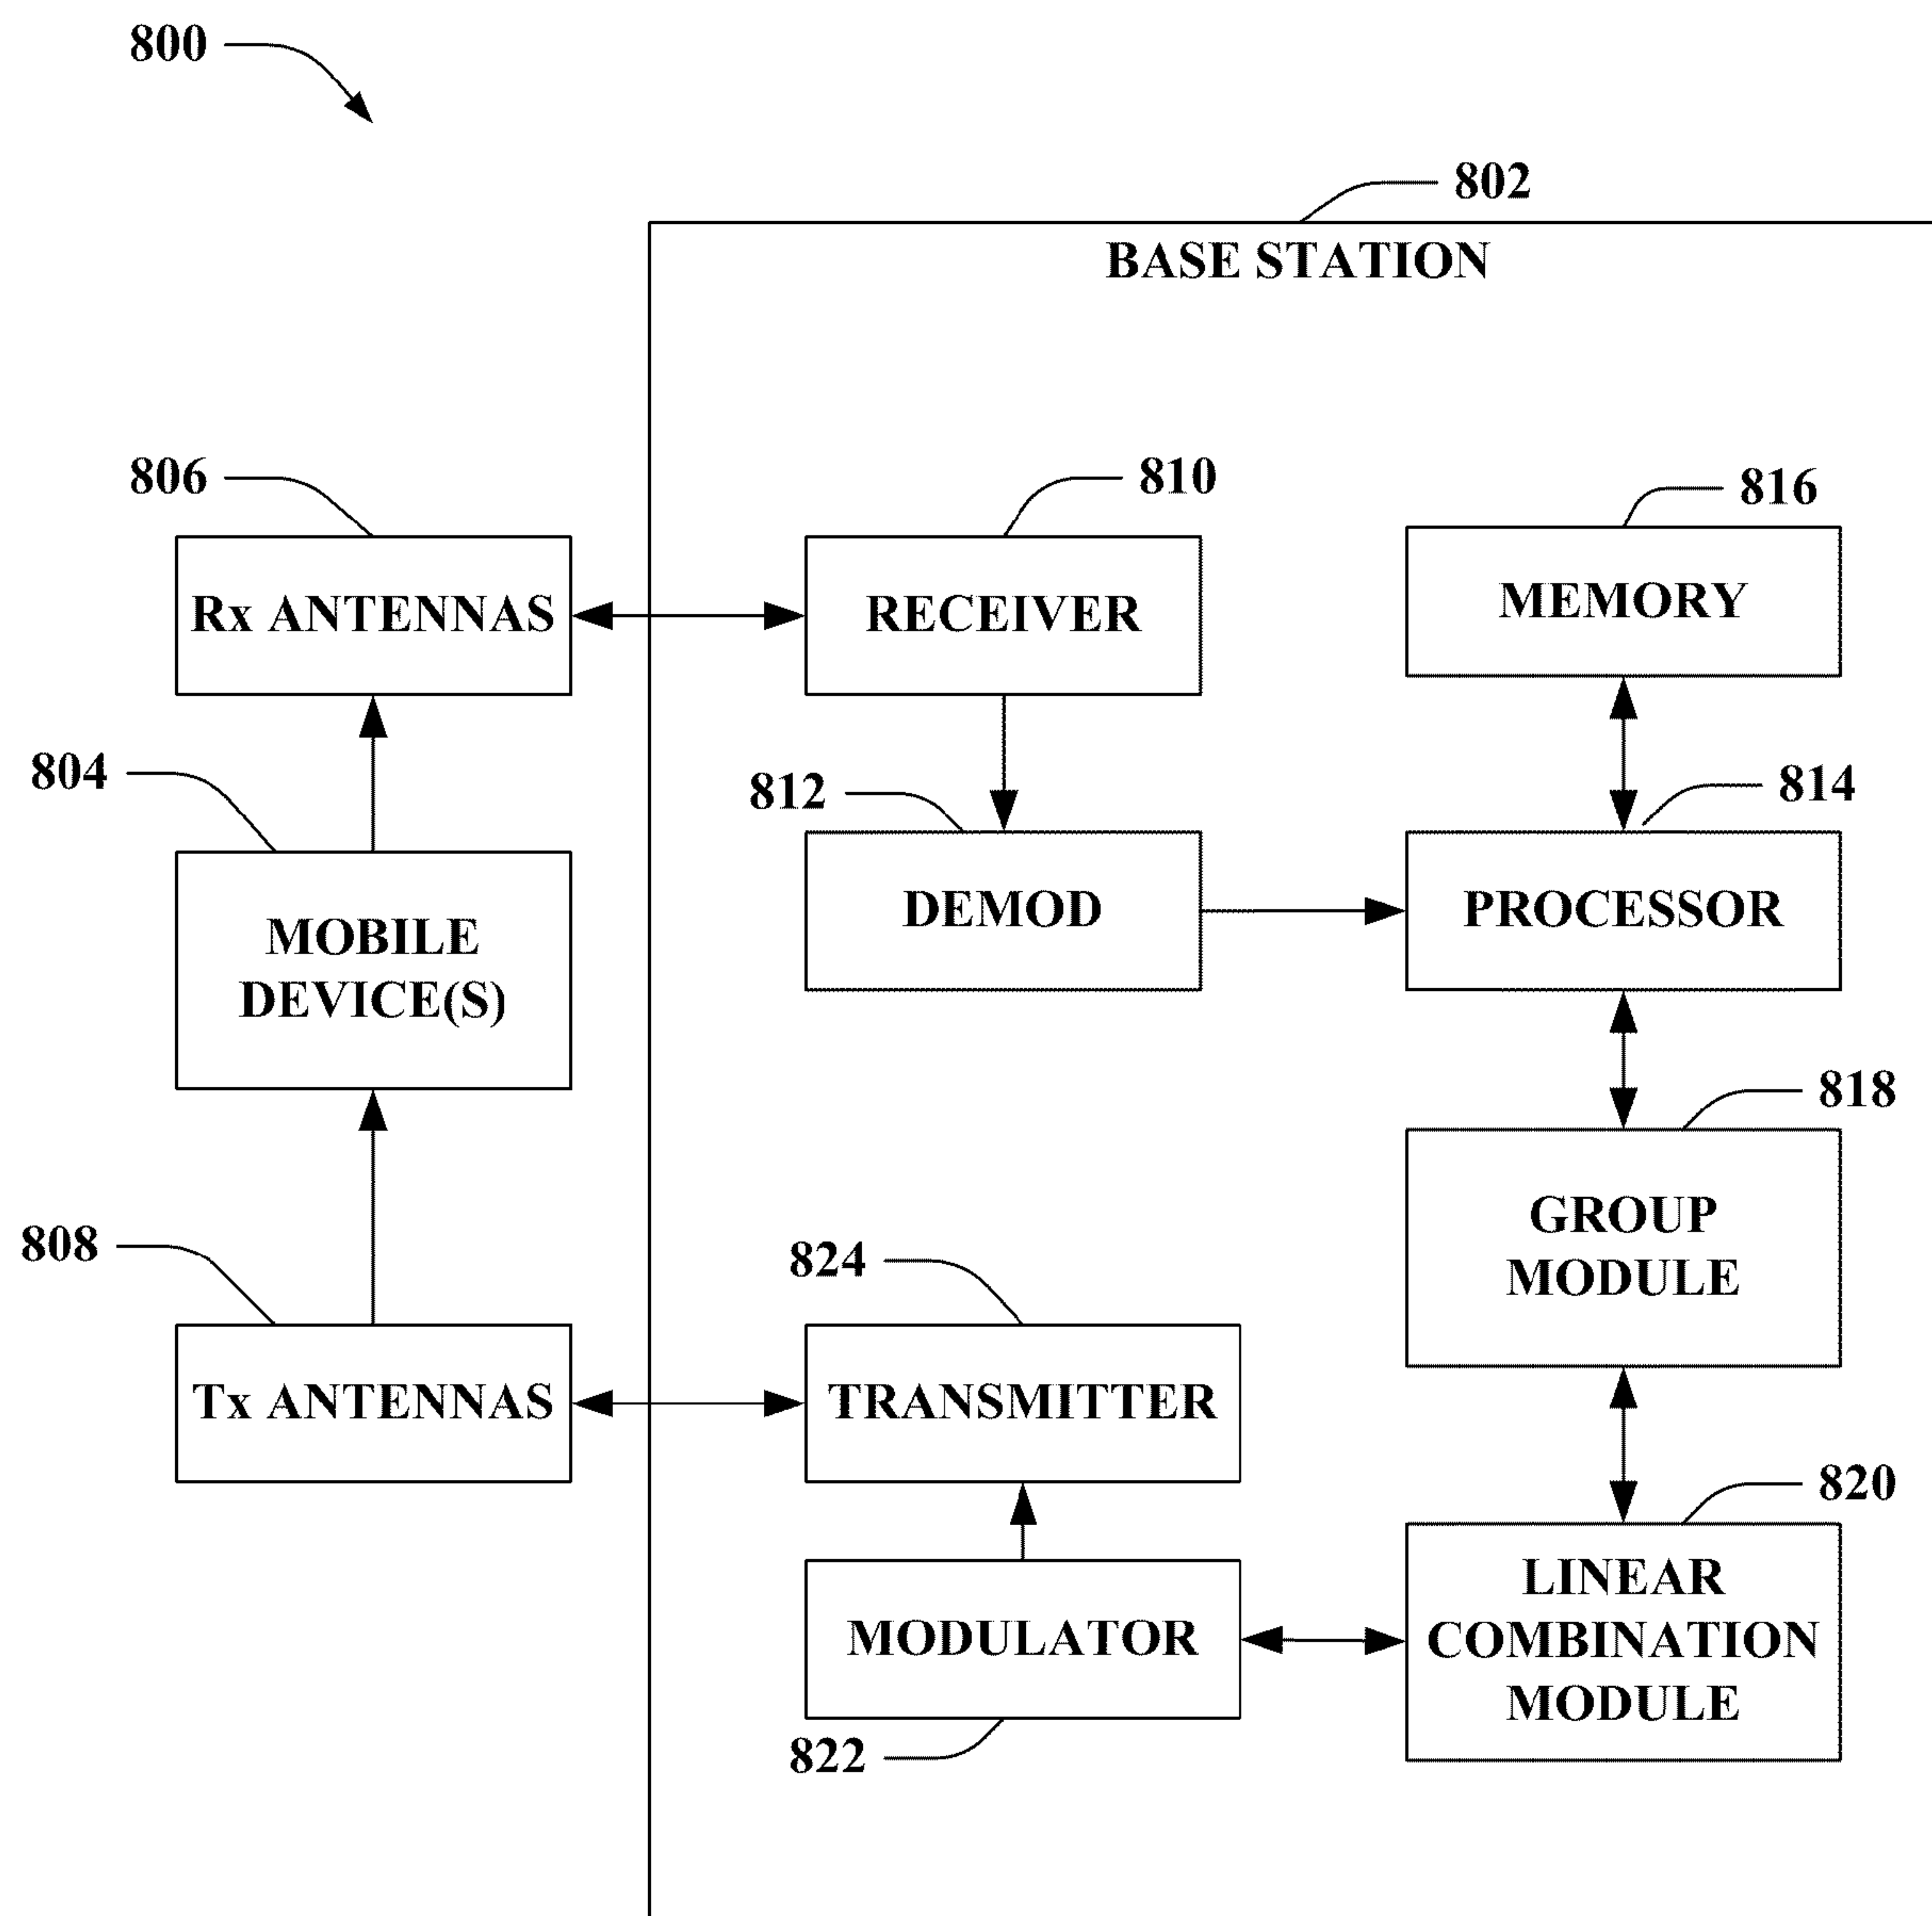 800
802
BASE STATION
806
810
816
Rx ANTENNAS
RECEIVER
MEMORY
804
812
814
MOBILE
DEVICE(S)
DEMOD
PROCESSOR
818
808
824
GROUP
MODULE
Tx ANTENNAS
TRANSMITTER
820
MODULATOR
LINEAR
COMBINATION
MODULE
822